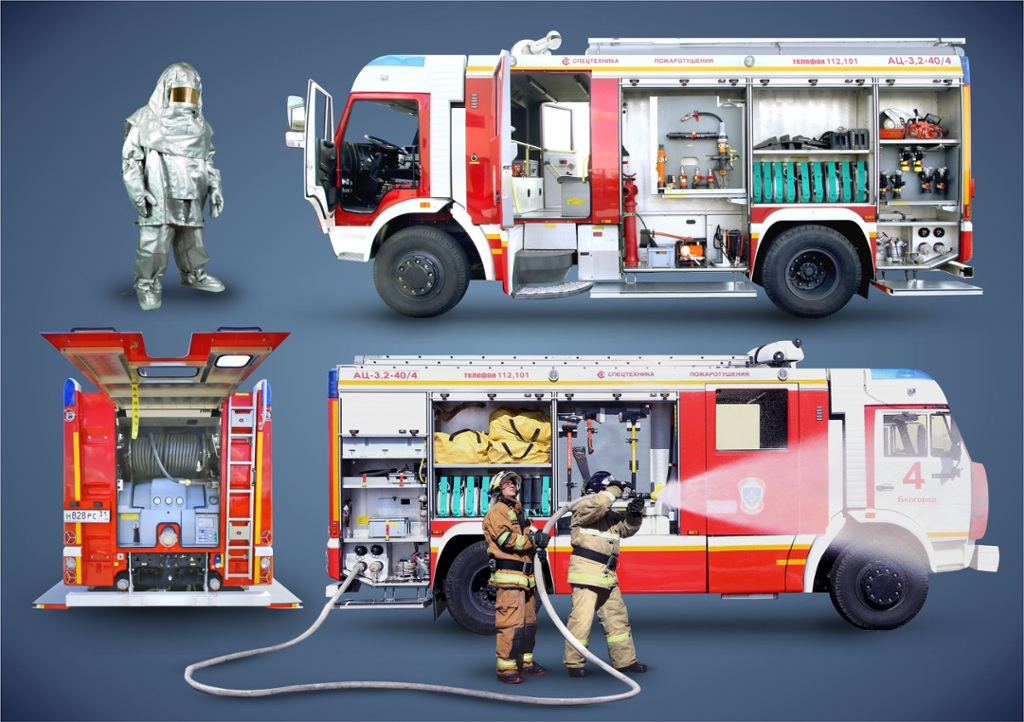 СПЕЦТЕХНИКА ПОЖАРОТУШЕНИЯ телефон 112,101 АЦ-3,2-40/4
АЦ-3,2-40/4 телефон 112,101 СПЕЦТЕХНИКА ПОЖАРОТУШЕНИЯ
4
Белгород
Н828РС 31